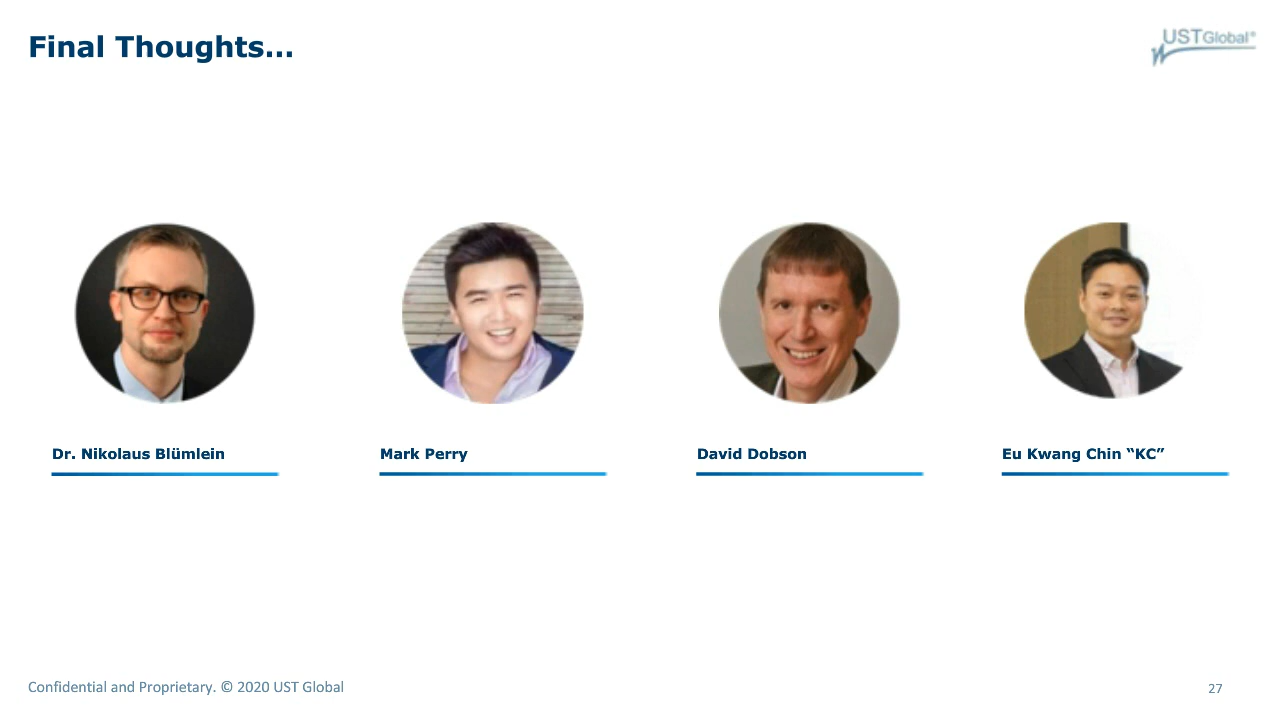 Final Thoughts...
USTGlobal®
Dr. Nikolaus Blümlein
Mark Perry
David Dobson
Eu Kwang Chin “KC”
Confidential and Proprietary. © 2020 UST Global
27